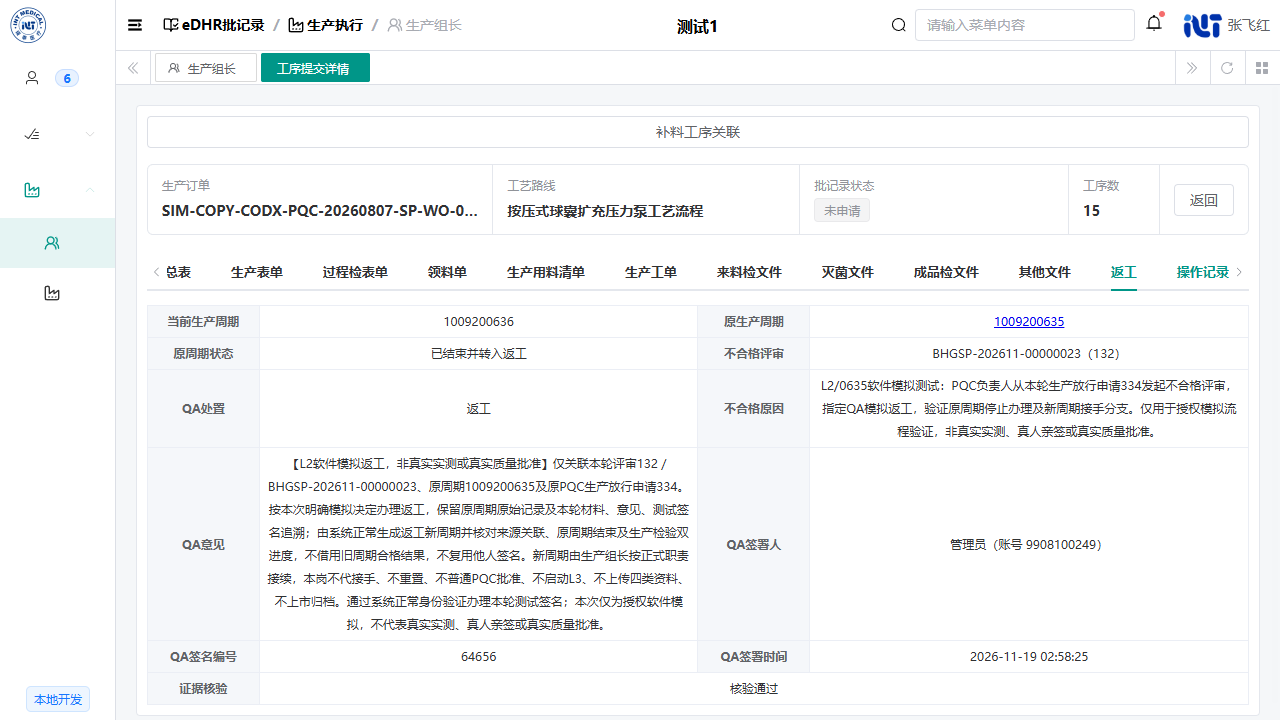 eDHR批记录 / 生产执行 / 生产组长
测试1
请输入菜单内容
张飞红
6
生产组长
工序提交详情
补料工序关联
生产订单
SIM-COPY-CODX-PQC-20260807-SP-WO-0...
工艺路线
按压式球囊扩充压力泵工艺流程
批记录状态
未申请
工序数
15
返回
总表 生产表单 过程检表单 领料单 生产用料清单 生产工单 来料检文件 灭菌文件 成品检文件 其他文件 返工 操作记录
当前生产周期 1009200636 原生产周期 1009200635
原周期状态 已结束并转入返工 不合格评审 BHGSP-202611-00000023（132）
QA处置 返工 不合格原因
L2/0635软件模拟测试：PQC负责人从本轮生产放行申请334发起不合格评审，
指定QA模拟返工，验证原周期停止办理及新周期接手分支。仅用于授权模拟流
程验证，非真实实测、真人亲签或真实质量批准。
QA意见
【L2软件模拟返工，非真实实测或真实质量批准】仅关联本轮评审132 /
BHGSP-202611-00000023、原周期1009200635及原PQC生产放行申请334。
按本次明确模拟决定办理返工，保留原周期原始记录及本轮材料、意见、测试签
名追溯；由系统正常生成返工新周期并核对来源关联、原周期结束及生产检验双
进度，不借用旧周期合格结果，不复用他人签名。新周期由生产组长按正式职责
接续，本岗不代接手、不重置、不普通PQC批准、不启动L3、不上传四类资料、
不上市归档。通过系统正常身份验证办理本轮测试签名；本次仅为授权软件模
拟，不代表真实实测、真人亲签或真实质量批准。
QA签署人 管理员（账号 9908100249）
QA签名编号 64656 QA签署时间 2026-11-19 02:58:25
证据核验 核验通过
本地开发